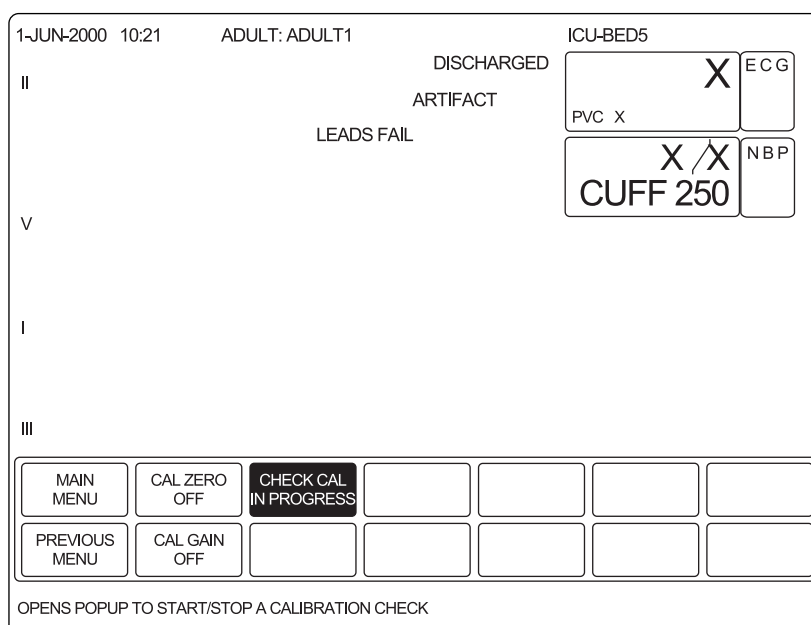 1-JUN-2000 10:21 ADULT: ADULT1 ICU-BED5
DISCHARGED
II
ARTIFACT
LEADS FAIL
X
ECG
PVC X
X / X
NBP
CUFF 250
V
I
III
MAIN MENU
CAL ZERO OFF
CHECK CAL IN PROGRESS
PREVIOUS MENU
CAL GAIN OFF
OPENS POPUP TO START/STOP A CALIBRATION CHECK